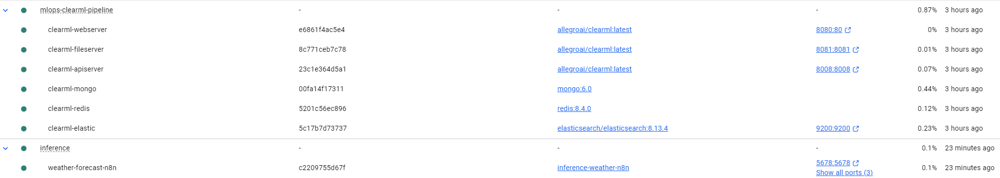 mlops-clearml-pipeline - - - 0.87% 3 hours ago
clearml-webserver e6861f4ac5e4 allegroai/clearml:latest 8080:80 0% 3 hours ago
clearml-fileserver 8c771ceb7c78 allegroai/clearml:latest 8081:8081 0.01% 3 hours ago
clearml-apiserver 23c1e364d5a1 allegroai/clearml:latest 8008:8008 0.07% 3 hours ago
clearml-mongo 00fa14f17311 mongo:6.0 0.44% 3 hours ago
clearml-redis 5201c56ec896 redis:8.4.0 0.12% 3 hours ago
clearml-elastic 5c17b7d73737 elasticsearch/elasticsearch:8.13.4 9200:9200 0.23% 3 hours ago
inference - - - 0.1% 23 minutes ago
weather-forecast-n8n c2209755d67f inference-weather-n8n 5678:5678 0.1% 23 minutes ago
Show all ports (3)